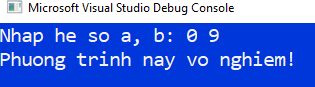 Microsoft Visual Studio Debug Console
Nhap he so a, b: 0 9
Phuong trinh nay vo nghiem!